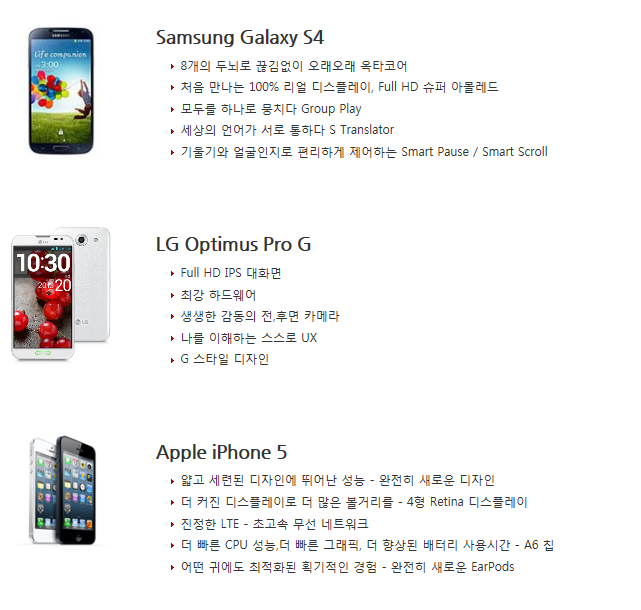 SAMSUNG
Life companion
Samsung Galaxy S4
8개의 두뇌로 끊김없이 오래오래 옥타코어
처음 만나는 100% 리얼 디스플레이, Full HD 슈퍼 아몰레드
모두를 하나로 뭉치다 Group Play
세상의 언어가 서로 통하다 S Translator
기울기와 얼굴인지로 편리하게 제어하는 Smart Pause / Smart Scroll
LG
10:30
20
LG
LG Optimus Pro G
Full HD IPS 대화면
최강 하드웨어
생생한 감동의 전,후면 카메라
나를 이해하는 스스로 UX
G 스타일 디자인
Apple iPhone 5
얇고 세련된 디자인에 뛰어난 성능 - 완전히 새로운 디자인
더 커진 디스플레이로 더 많은 볼거리를 - 4형 Retina 디스플레이
진정한 LTE - 초고속 무선 네트워크
더 빠른 CPU 성능,더 빠른 그래픽, 더 향상된 배터리 사용시간 - A6 칩
어떤 귀에도 최적화된 획기적인 경험 - 완전히 새로운 EarPods